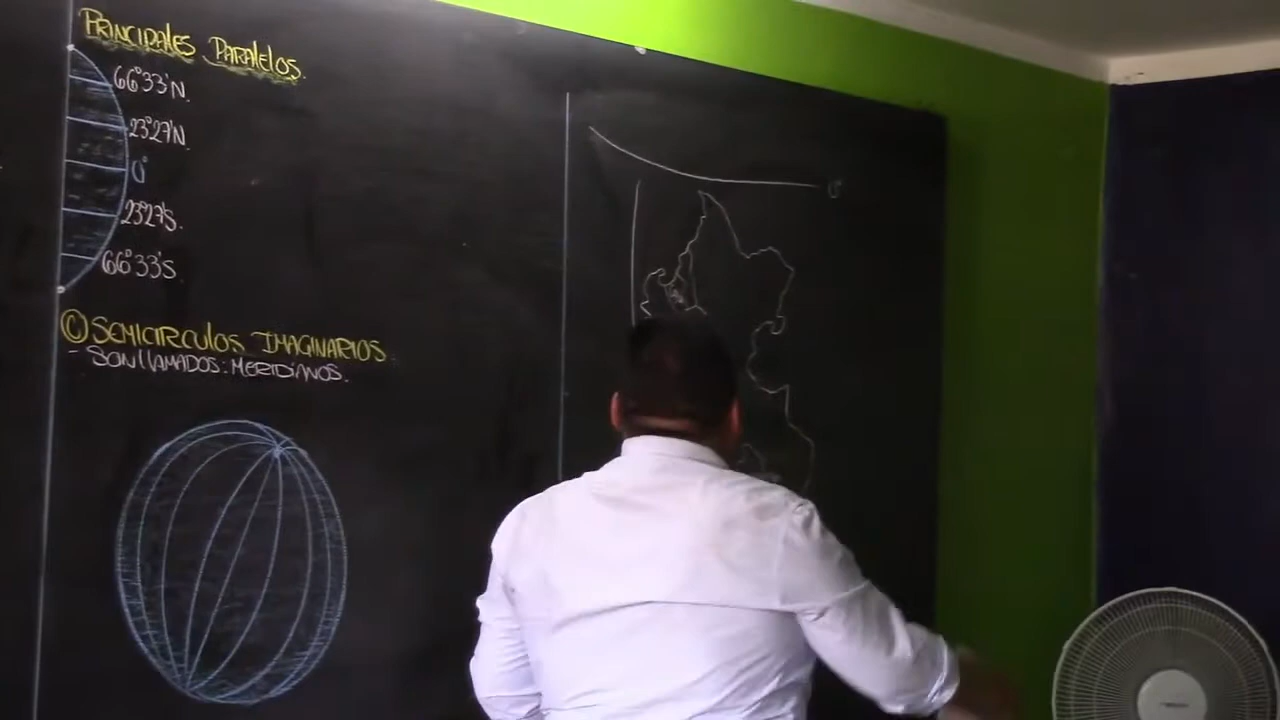 PRINCIPALES PARALELOS.
66°33'N.
23°27'N.
0°
23°27'S.
66°33'S.
© SEMICIRCULOS IMAGINARIOS.
- SON LLAMADOS: MERIDIANOS.
0°